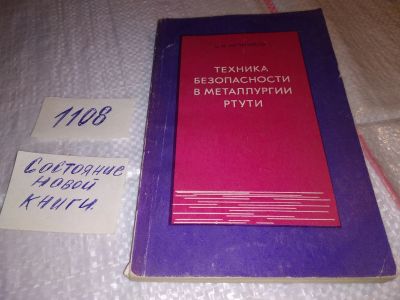 1108
Состояние
новой
книги.
ТЕХНИКА
БЕЗОПАСНОСТИ
В МЕТАЛЛУРГИИ
РТУТИ